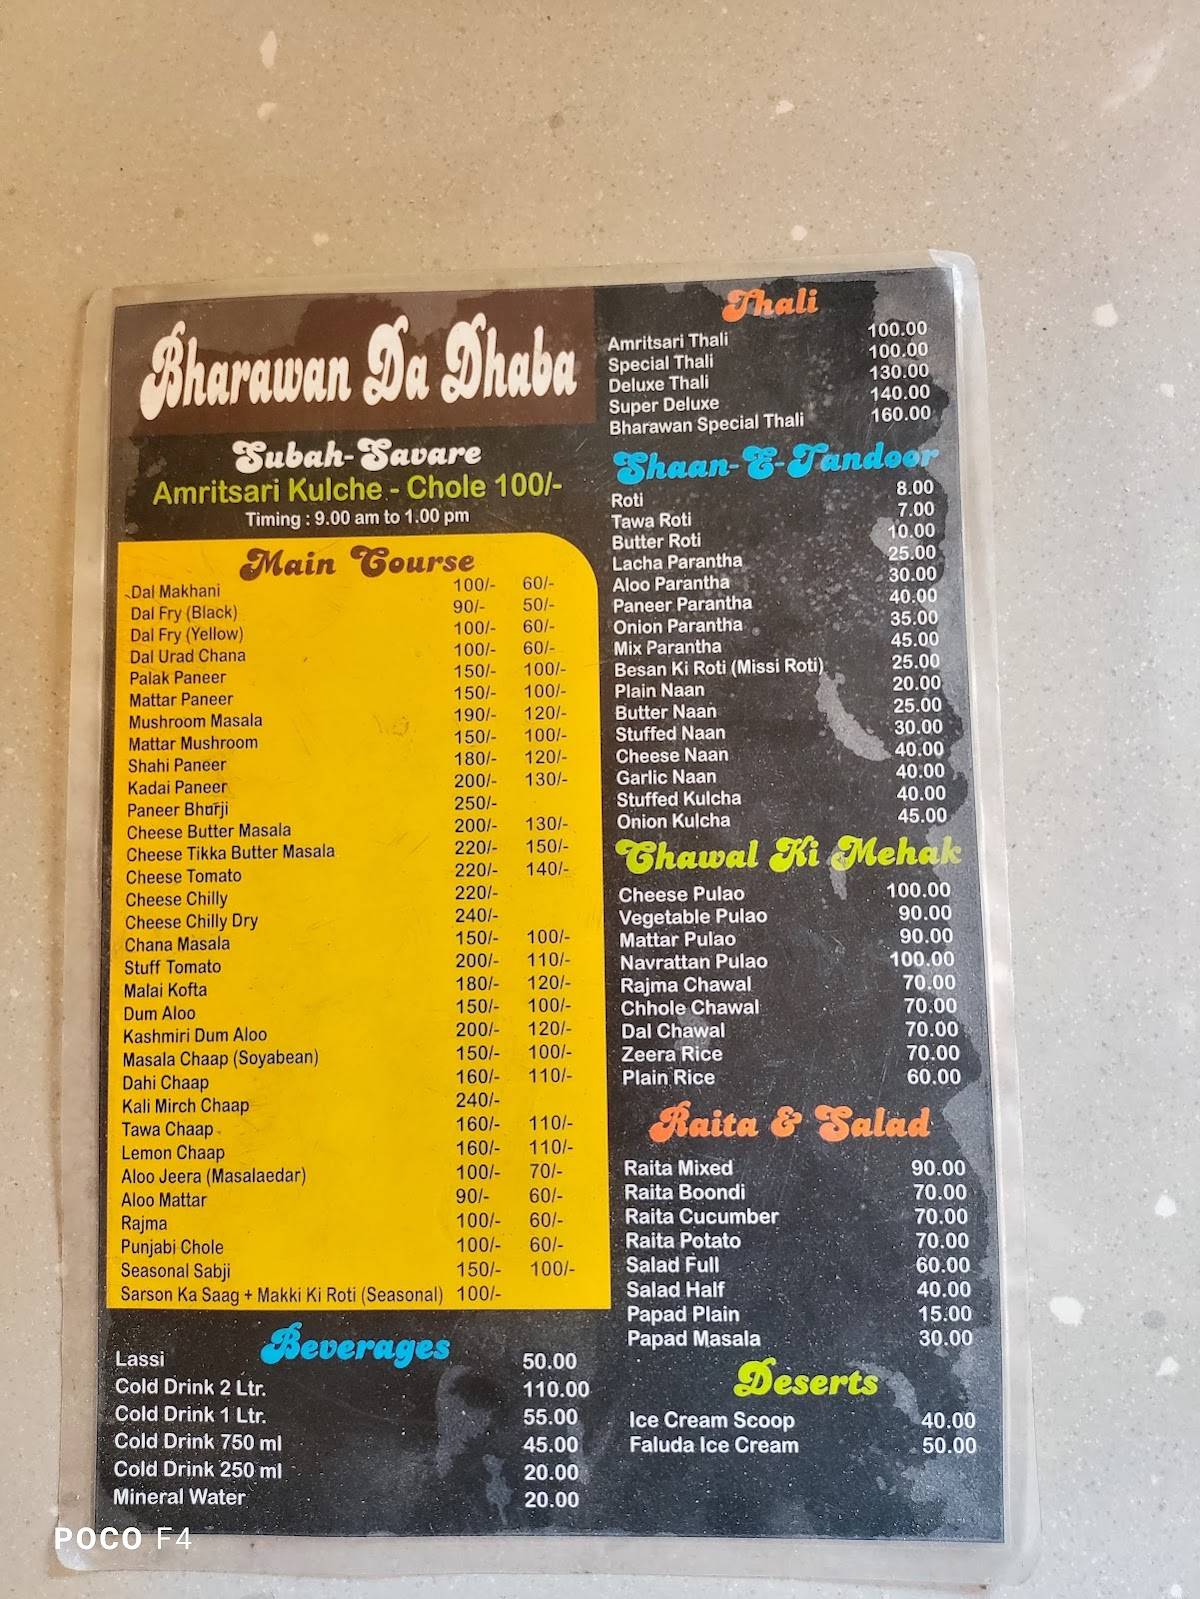 Bharawan Da Dhaba
Subah-Savare
Amritsari Kulche - Chole 100/-
Timing : 9.00 am to 1.00 pm
Main Course
Dal Makhani 100/- 60/-
Dal Fry (Black) 90/- 50/-
Dal Fry (Yellow) 100/- 60/-
Dal Urad Chana 100/- 60/-
Palak Paneer 150/- 100/-
Mattar Paneer 150/- 100/-
Mushroom Masala 190/- 120/-
Mattar Mushroom 150/- 100/-
Shahi Paneer 180/- 120/-
Kadai Paneer 200/- 130/-
Paneer Bhurji 250/-
Cheese Butter Masala 200/- 130/-
Cheese Tikka Butter Masala 220/- 150/-
Cheese Tomato 220/- 140/-
Cheese Chilly 220/-
Cheese Chilly Dry 240/-
Chana Masala 150/- 100/-
Stuff Tomato 200/- 110/-
Malai Kofta 180/- 120/-
Dum Aloo 150/- 100/-
Kashmiri Dum Aloo 200/- 120/-
Masala Chaap (Soyabean) 150/- 100/-
Dahi Chaap 160/- 110/-
Kali Mirch Chaap 240/-
Tawa Chaap 160/- 110/-
Lemon Chaap 160/- 110/-
Aloo Jeera (Masalaedar) 100/- 70/-
Aloo Mattar 90/- 60/-
Rajma 100/- 60/-
Punjabi Chole 100/- 60/-
Seasonal Sabji 150/- 100/-
Sarson Ka Saag + Makki Ki Roti (Seasonal) 100/-
Beverages
Lassi 50.00
Cold Drink 2 Ltr. 110.00
Cold Drink 1 Ltr. 55.00
Cold Drink 750 ml 45.00
Cold Drink 250 ml 20.00
Mineral Water 20.00
Thali
Amritsari Thali 100.00
Special Thali 100.00
Deluxe Thali 130.00
Super Deluxe 140.00
Bharawan Special Thali 160.00
Shaan-E-Tandoor
Roti 8.00
Tawa Roti 7.00
Butter Roti 10.00
Lacha Parantha 25.00
Aloo Parantha 30.00
Paneer Parantha 40.00
Onion Parantha 35.00
Mix Parantha 45.00
Besan Ki Roti (Missi Roti) 25.00
Plain Naan 20.00
Butter Naan 25.00
Stuffed Naan 30.00
Cheese Naan 40.00
Garlic Naan 40.00
Stuffed Kulcha 40.00
Onion Kulcha 45.00
Chawal Ki Mehak
Cheese Pulao 100.00
Vegetable Pulao 90.00
Mattar Pulao 90.00
Navrattan Pulao 100.00
Rajma Chawal 70.00
Chhole Chawal 70.00
Dal Chawal 70.00
Zeera Rice 70.00
Plain Rice 60.00
Raita & Salad
Raita Mixed 90.00
Raita Boondi 70.00
Raita Cucumber 70.00
Raita Potato 70.00
Salad Full 60.00
Salad Half 40.00
Papad Plain 15.00
Papad Masala 30.00
Deserts
Ice Cream Scoop 40.00
Faluda Ice Cream 50.00
POCO F4